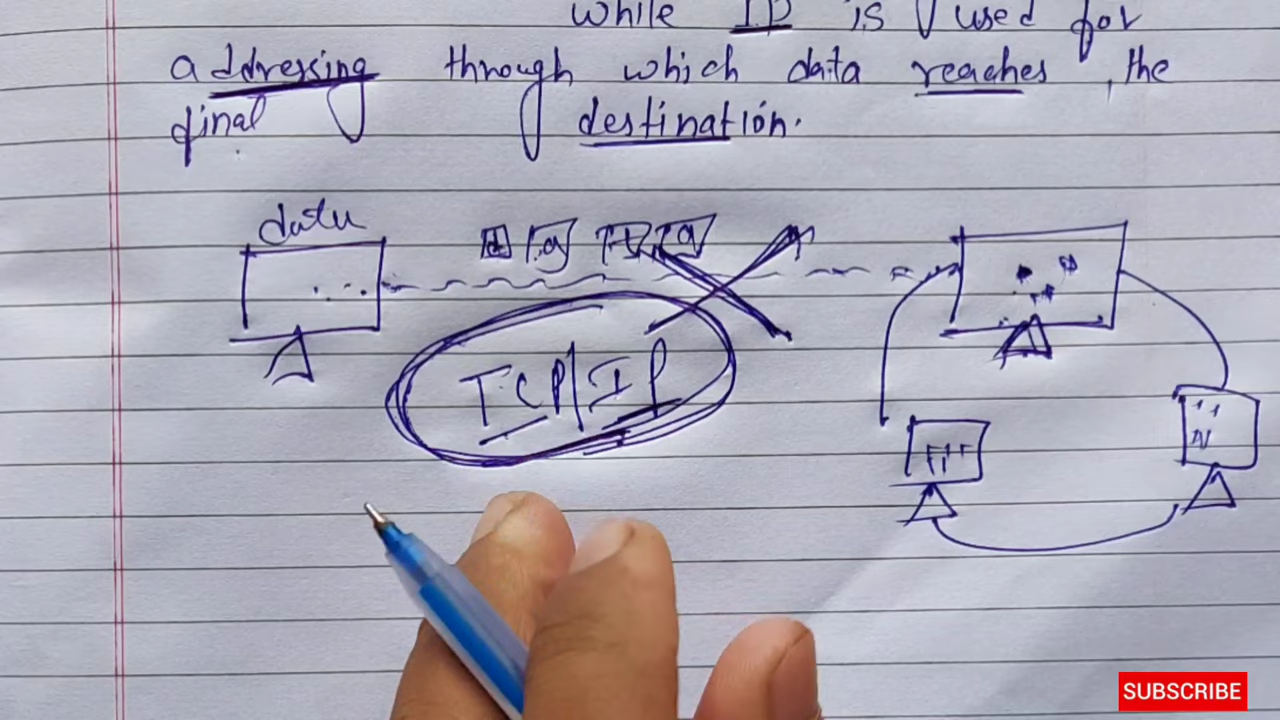 while IP is used for
addressing through which data reaches, the
final destination.
data
d a t a
TCP/IP
SUBSCRIBE